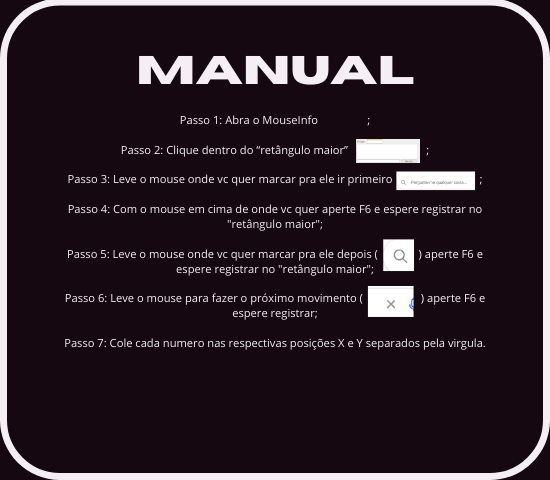 MANUAL
Passo 1: Abra o MouseInfo ;
Passo 2: Clique dentro do “retângulo maior” ;
Passo 3: Leve o mouse onde vc quer marcar pra ele ir primeiro ;
Passo 4: Com o mouse em cima de onde vc quer aperte F6 e espere registrar no
"retângulo maior";
Passo 5: Leve o mouse onde vc quer marcar pra ele depois ( ) aperte F6 e
espere registrar no "retângulo maior";
Passo 6: Leve o mouse para fazer o próximo movimento ( ) aperte F6 e
espere registrar;
Passo 7: Cole cada numero nas respectivas posições X e Y separados pela virgula.